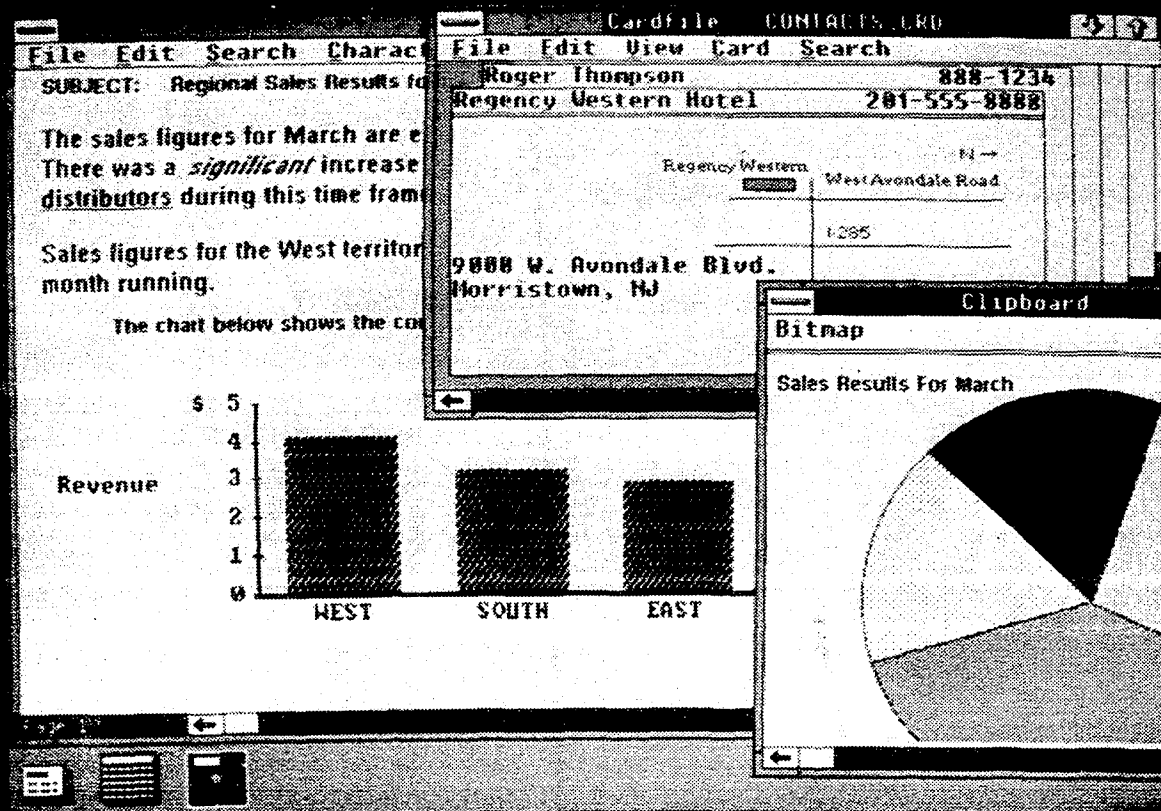 File Edit Search Charact
SUBJECT: Regional Sales Results fo
The sales figures for March are e
There was a significant increase
distributors during this time frame
Sales figures for the West territor
month running.
The chart below shows the co
$ 5
4
3
2
1
0
Revenue
WEST SOUTH EAST
Cardfile CONTACTS.CRD
File Edit View Card Search
Roger Thompson 888-1234
Regency Western Hotel 201-555-8888
N →
Regency Western
West Avondale Road
I-285
9000 W. Avondale Blvd.
Morristown, NJ
Clipboard
Bitmap
Sales Results For March